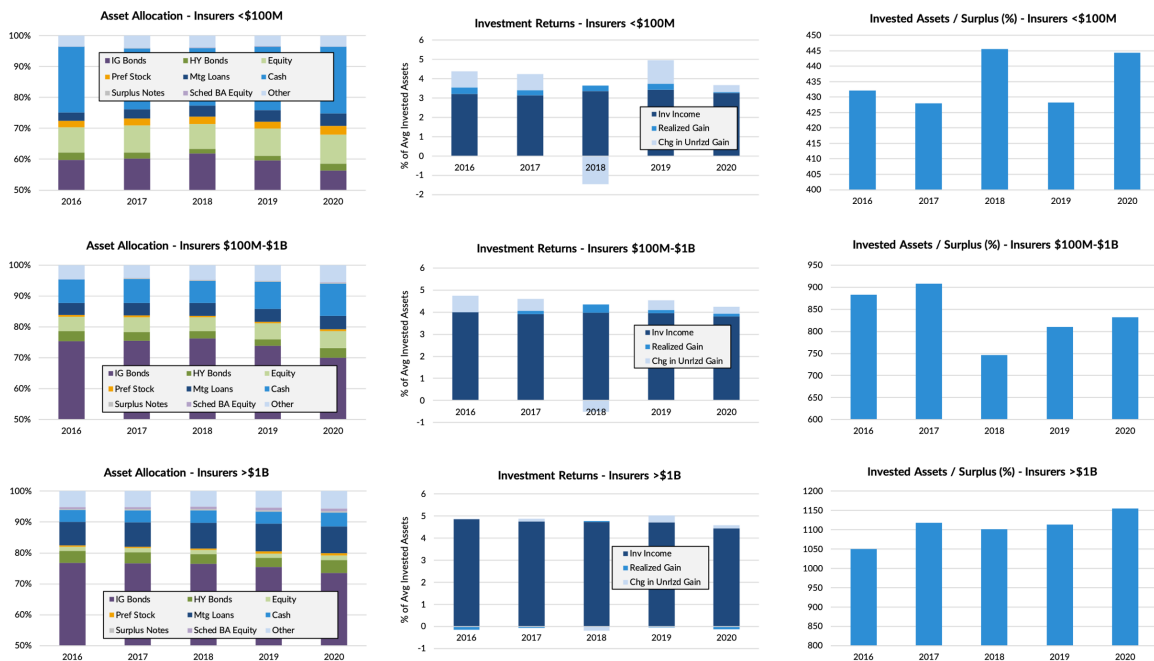 Asset Allocation - Insurers <$100M
100%
90%
80%
70%
60%
50%
IG Bonds HY Bonds Equity
Pref Stock Mtg Loans Cash
Surplus Notes Sched BA Equity Other
2016 2017 2018 2019 2020
Investment Returns - Insurers <$100M
% of Avg Invested Assets
6
5
4
3
2
1
0
-1
-2
Inv Income
Realized Gain
Chg in Unrlzd Gain
2016 2017 2018 2019 2020
Invested Assets / Surplus (%) - Insurers <$100M
450
445
440
435
430
425
420
415
410
405
400
2016 2017 2018 2019 2020
Asset Allocation - Insurers $100M-$1B
100%
90%
80%
70%
60%
50%
IG Bonds HY Bonds Equity
Pref Stock Mtg Loans Cash
Surplus Notes Sched BA Equity Other
2016 2017 2018 2019 2020
Investment Returns - Insurers $100M-$1B
% of Avg Invested Assets
6
5
4
3
2
1
0
-1
Inv Income
Realized Gain
Chg in Unrlzd Gain
2016 2017 2018 2019 2020
Invested Assets / Surplus (%) - Insurers $100M-$1B
950
900
850
800
750
700
650
600
2016 2017 2018 2019 2020
Asset Allocation - Insurers >$1B
100%
90%
80%
70%
60%
50%
IG Bonds HY Bonds Equity
Pref Stock Mtg Loans Cash
Surplus Notes Sched BA Equity Other
2016 2017 2018 2019 2020
Investment Returns - Insurers >$1B
% of Avg Invested Assets
6
5
4
3
2
1
0
-1
Inv Income
Realized Gain
Chg in Unrlzd Gain
2016 2017 2018 2019 2020
Invested Assets / Surplus (%) - Insurers >$1B
1200
1150
1100
1050
1000
950
900
850
800
2016 2017 2018 2019 2020